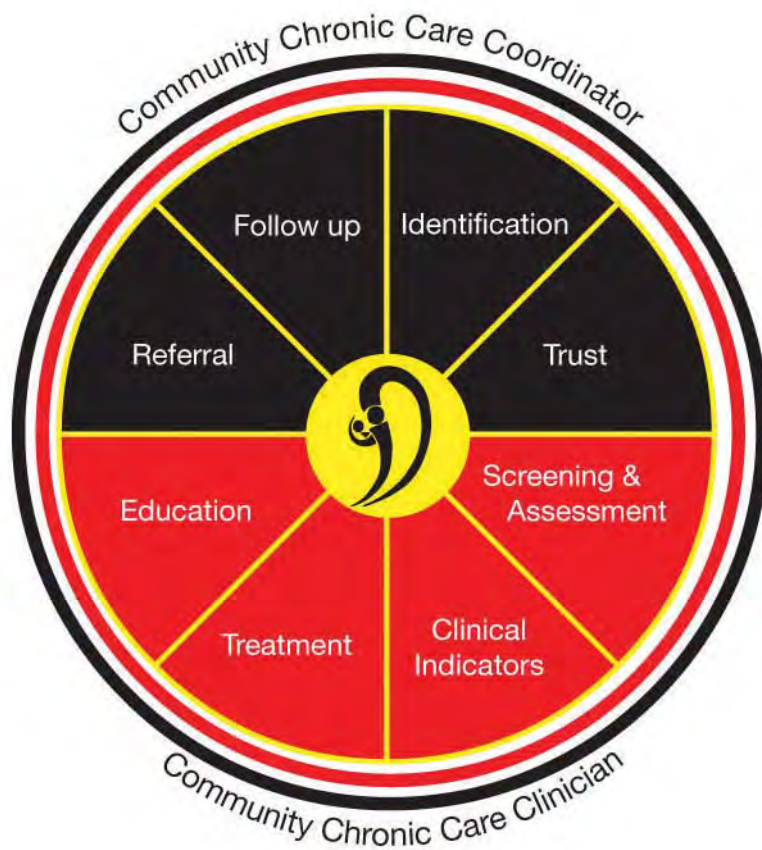 Community Chronic Care Coordinator
Follow up
Identification
Referral
Trust
Education
Screening &
Assessment
Treatment
Clinical
Indicators
Community Chronic Care Clinician